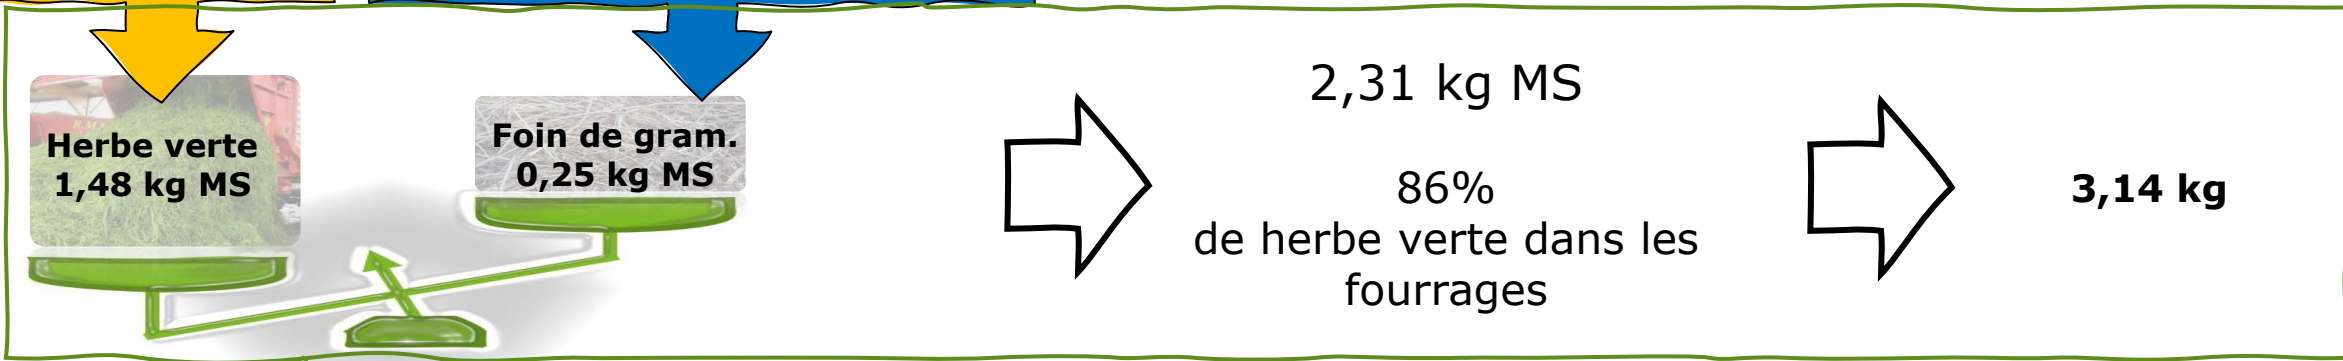 Herbe verte
1,48 kg MS
Foin de gram.
0,25 kg MS
2,31 kg MS
86%
de herbe verte dans les
fourrages
3,14 kg